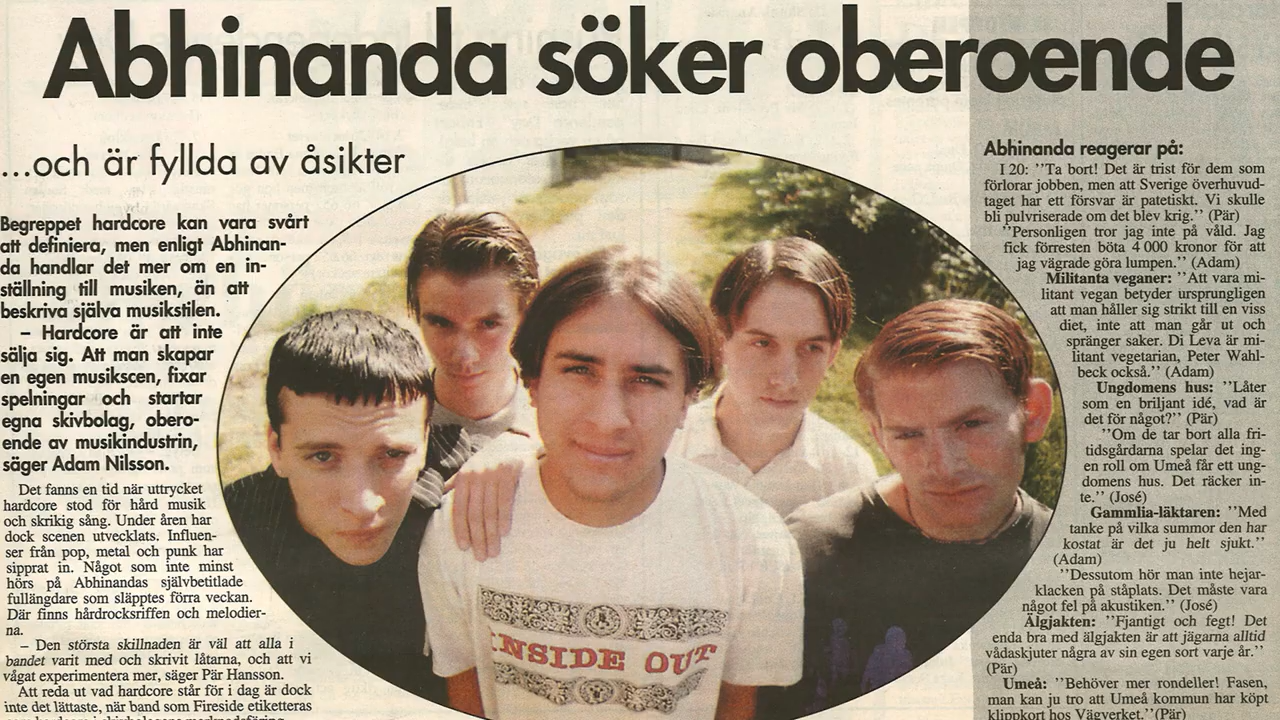 Abhinanda söker oberoende
...och är fyllda av åsikter
Begreppet hardcore kan vara svårt
att definiera, men enligt Abhinan-
da handlar det mer om en in-
ställning till musiken, än att
beskriva själva musikstilen.
– Hardcore är att inte
sälja sig. Att man skapar
en egen musikscen, fixar
spelningar och startar
egna skivbolag, obero-
ende av musikindustrin,
säger Adam Nilsson.
Det fanns en tid när uttrycket
hardcore stod för hård musik
och skrikig sång. Under åren har
dock scenen utvecklats. Influen-
ser från pop, metal och punk har
sipprat in. Något som inte minst
hörs på Abhinandas självbetitlade
fullängdare som släpptes förra veckan.
Där finns hårdrocksriffen och melodier-
na.
– Den största skillnaden är väl att alla i
bandet varit med och skrivit låtarna, och att vi
vågat experimentera mer, säger Pär Hansson.
Att reda ut vad hardcore står för i dag är dock
inte det lättaste, när band som Fireside etiketteras
INSIDE OUT
Abhinanda reagerar på:
I 20: ''Ta bort! Det är trist för dem som
förlorar jobben, men att Sverige överhuvud-
taget har ett försvar är patetiskt. Vi skulle
bli pulvriserade om det blev krig.'' (Pär)
''Personligen tror jag inte på våld. Jag
fick förresten böta 4 000 kronor för att
jag vägrade göra lumpen.'' (Adam)
Militanta veganer: ''Att vara mi-
litant vegan betyder ursprungligen
att man håller sig strikt till en viss
diet, inte att man går ut och
spränger saker. Di Leva är mi-
litant vegetarian, Peter Wahl-
beck också.'' (Adam)
Ungdomens hus: ''Låter
som en briljant idé, vad är
det för något?'' (Pär)
''Om de tar bort alla fri-
tidsgårdarna spelar det ing-
en roll om Umeå får ett ung-
domens hus. Det räcker in-
te.'' (José)
Gammlia-läktaren: ''Med
tanke på vilka summor den har
kostat är det ju helt sjukt.''
(Adam)
''Dessutom hör man inte hejar-
klacken på ståplats. Det måste vara
något fel på akustiken.'' (José)
Älgjakten: ''Fjantigt och fegt! Det
enda bra med älgjakten är att jägarna alltid
vådaskjuter några av sin egen sort varje år.''
(Pär)
Umeå: ''Behöver mer rondeller! Fasen,
man kan ju tro att Umeå kommun har köpt
klippkort hos Vägverket.''(Pär)